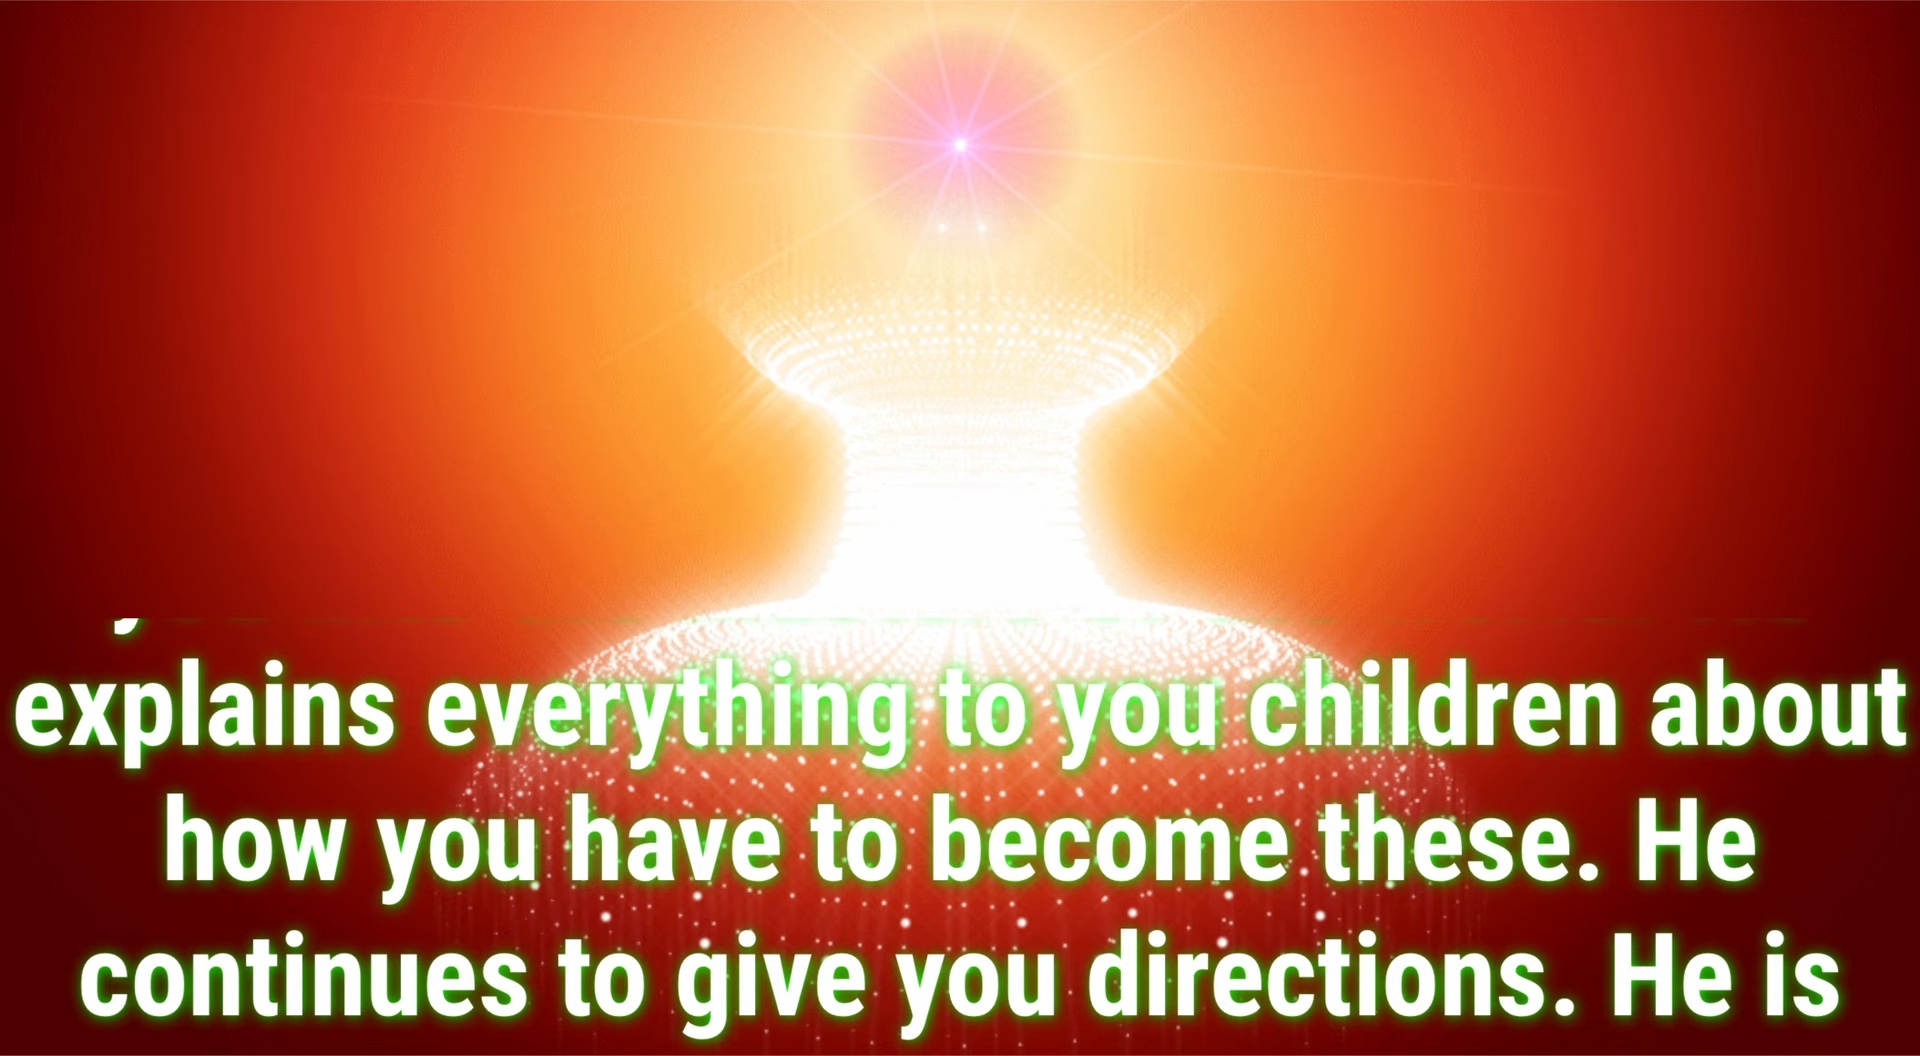 explains everything to you children about
how you have to become these. He
continues to give you directions. He is